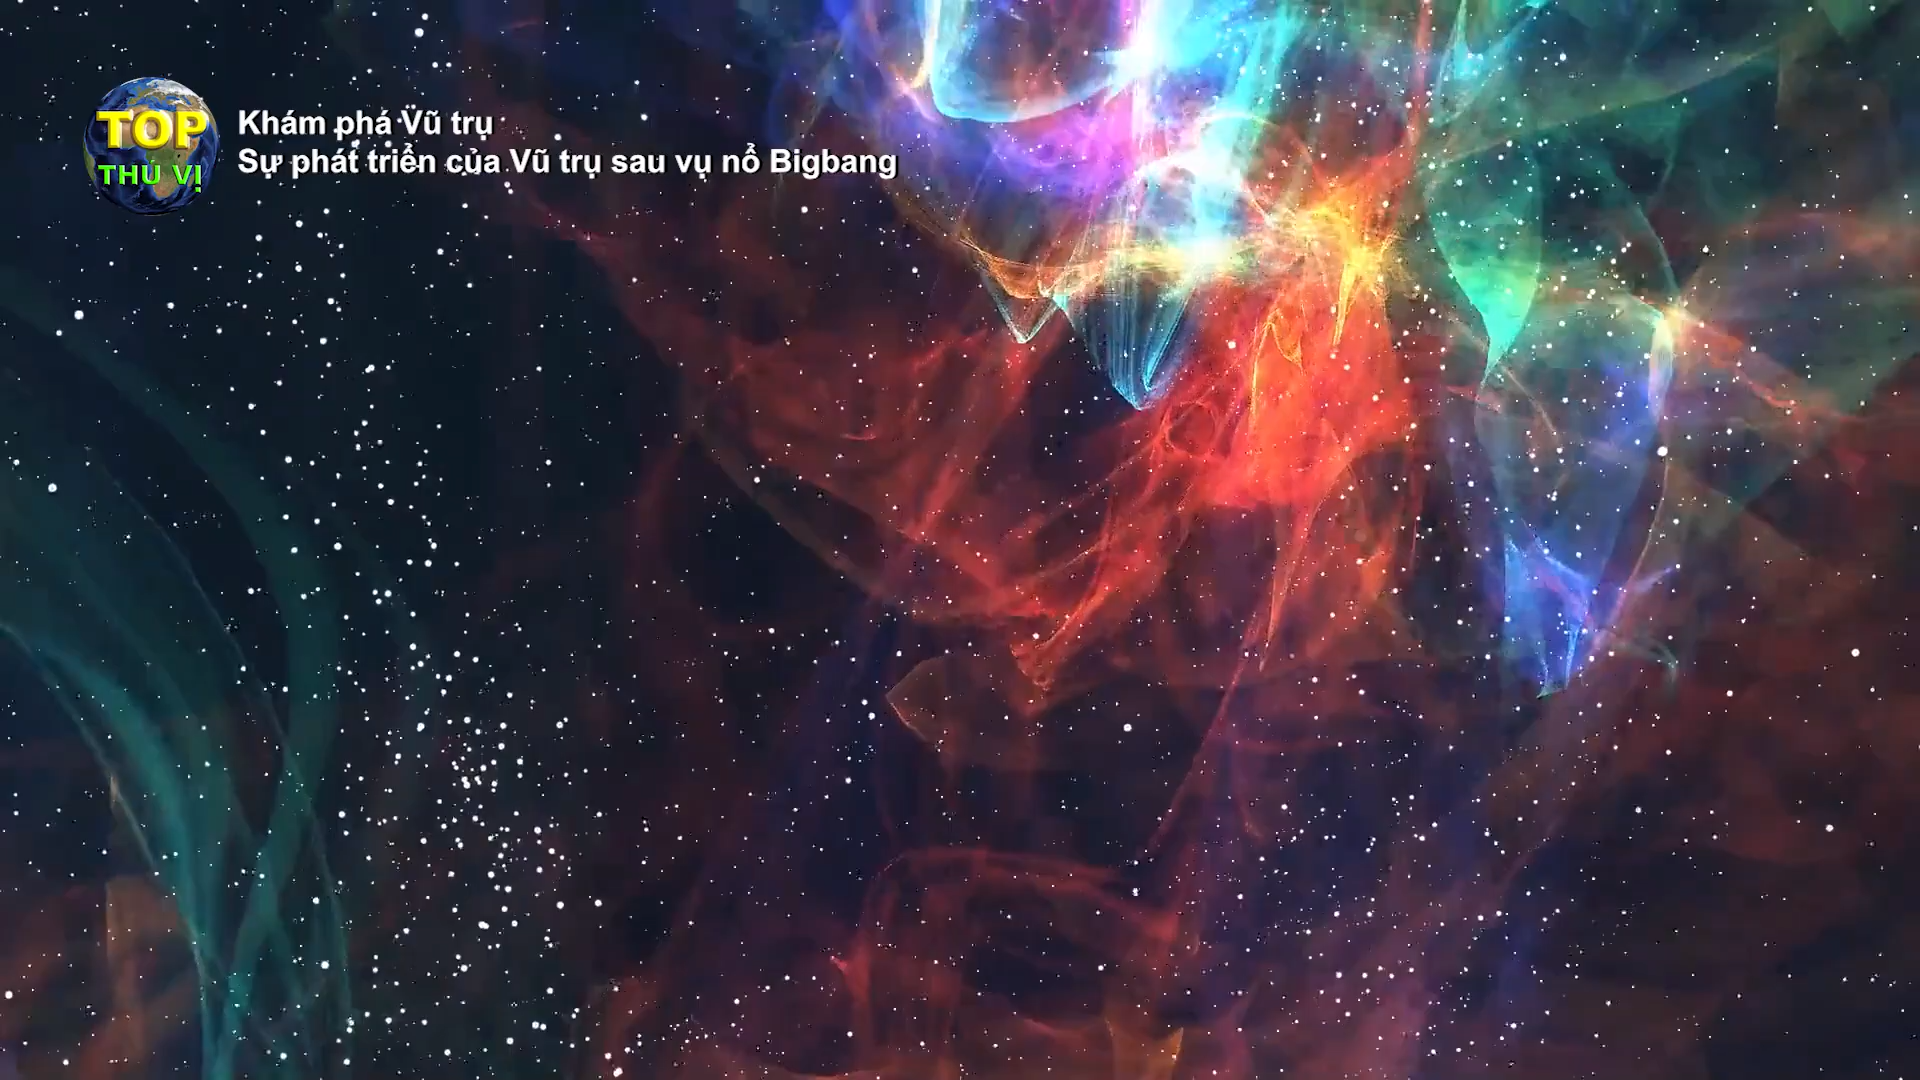 TOP
THÚ VỊ
Khám phá Vũ trụ
Sự phát triển của Vũ trụ sau vụ nổ Bigbang